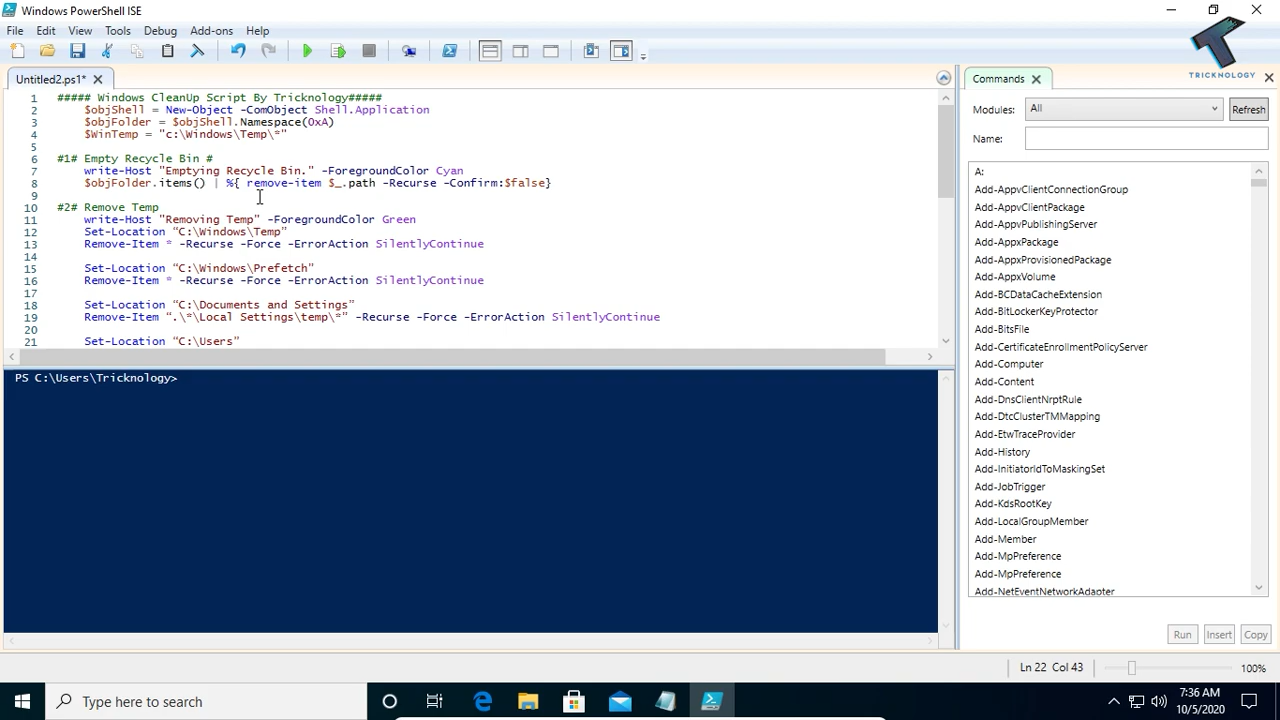 Windows PowerShell ISE
File Edit View Tools Debug Add-ons Help
TRICKNOLOGY
Untitled2.ps1*
1 ##### Windows CleanUp Script By Tricknology#####
2 $objShell = New-Object -ComObject Shell.Application
3 $objFolder = $objShell.Namespace(0xA)
4 $WinTemp = "c:\Windows\Temp\*"
5
6 #1# Empty Recycle Bin #
7 write-Host "Emptying Recycle Bin." -ForegroundColor Cyan
8 $objFolder.items() | %{ remove-item $_.path -Recurse -Confirm:$false}
9
10 #2# Remove Temp
11 write-Host "Removing Temp" -ForegroundColor Green
12 Set-Location “C:\Windows\Temp”
13 Remove-Item * -Recurse -Force -ErrorAction SilentlyContinue
14
15 Set-Location “C:\Windows\Prefetch”
16 Remove-Item * -Recurse -Force -ErrorAction SilentlyContinue
17
18 Set-Location “C:\Documents and Settings”
19 Remove-Item “.\*\Local Settings\temp\*” -Recurse -Force -ErrorAction SilentlyContinue
20
21 Set-Location “C:\Users”
PS C:\Users\Tricknology>
Commands
Modules: All Refresh
Name:
A:
Add-AppvClientConnectionGroup
Add-AppvClientPackage
Add-AppvPublishingServer
Add-AppxPackage
Add-AppxProvisionedPackage
Add-AppxVolume
Add-BCDataCacheExtension
Add-BitLockerKeyProtector
Add-BitsFile
Add-CertificateEnrollmentPolicyServer
Add-Computer
Add-Content
Add-DnsClientNrptRule
Add-DtcClusterTMMapping
Add-EtwTraceProvider
Add-History
Add-InitiatorIdToMaskingSet
Add-JobTrigger
Add-KdsRootKey
Add-LocalGroupMember
Add-Member
Add-MpPreference
Add-MpPreference
Add-NetEventNetworkAdapter
Run Insert Copy
Ln 22 Col 43 100%
Type here to search
7:36 AM
10/5/2020